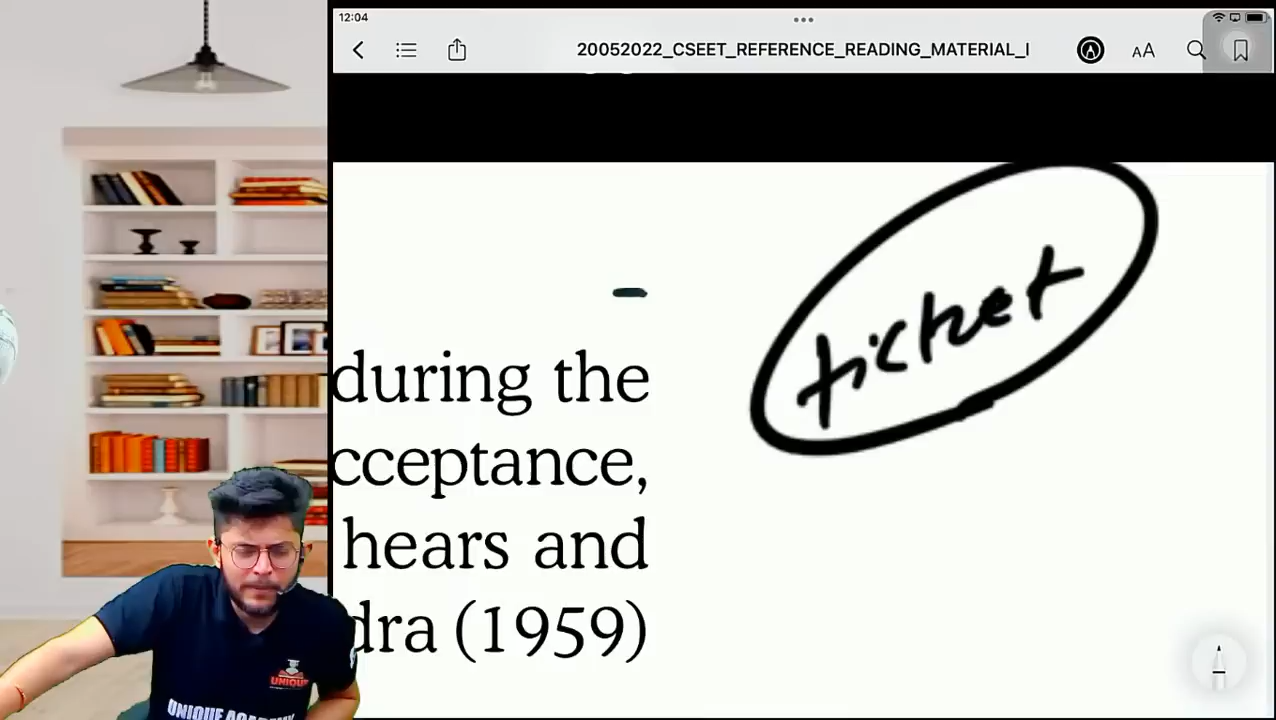 12:04
20052022_CSEET_REFERENCE_READING_MATERIAL_I
AA
ticket
during the
cceptance,
hears and
dra (1959)
UNIQUE
UNIQUE ACADEMY